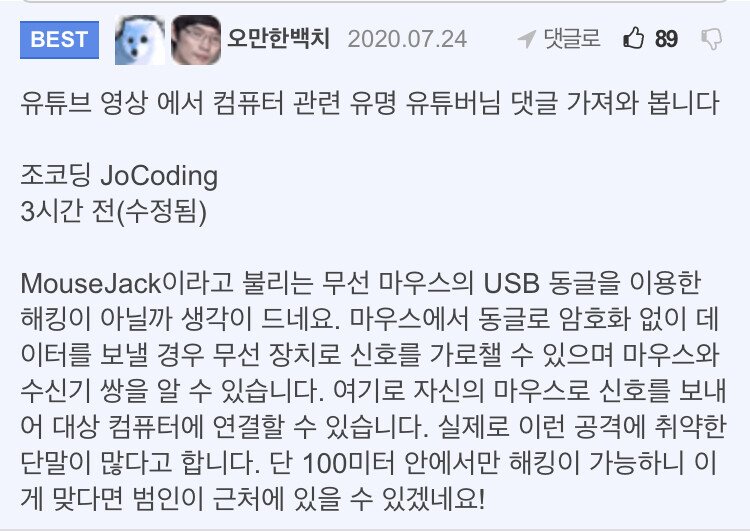 BEST 오만한백치 2020.07.24 댓글로 89
유튜브 영상 에서 컴퓨터 관련 유명 유튜버님 댓글 가져와 봅니다
조코딩 JoCoding
3시간 전(수정됨)
MouseJack이라고 불리는 무선 마우스의 USB 동글을 이용한
해킹이 아닐까 생각이 드네요. 마우스에서 동글로 암호화 없이 데
이터를 보낼 경우 무선 장치로 신호를 가로챌 수 있으며 마우스와
수신기 쌍을 알 수 있습니다. 여기로 자신의 마우스로 신호를 보내
어 대상 컴퓨터에 연결할 수 있습니다. 실제로 이런 공격에 취약한
단말이 많다고 합니다. 단 100미터 안에서만 해킹이 가능하니 이
게 맞다면 범인이 근처에 있을 수 있겠네요!